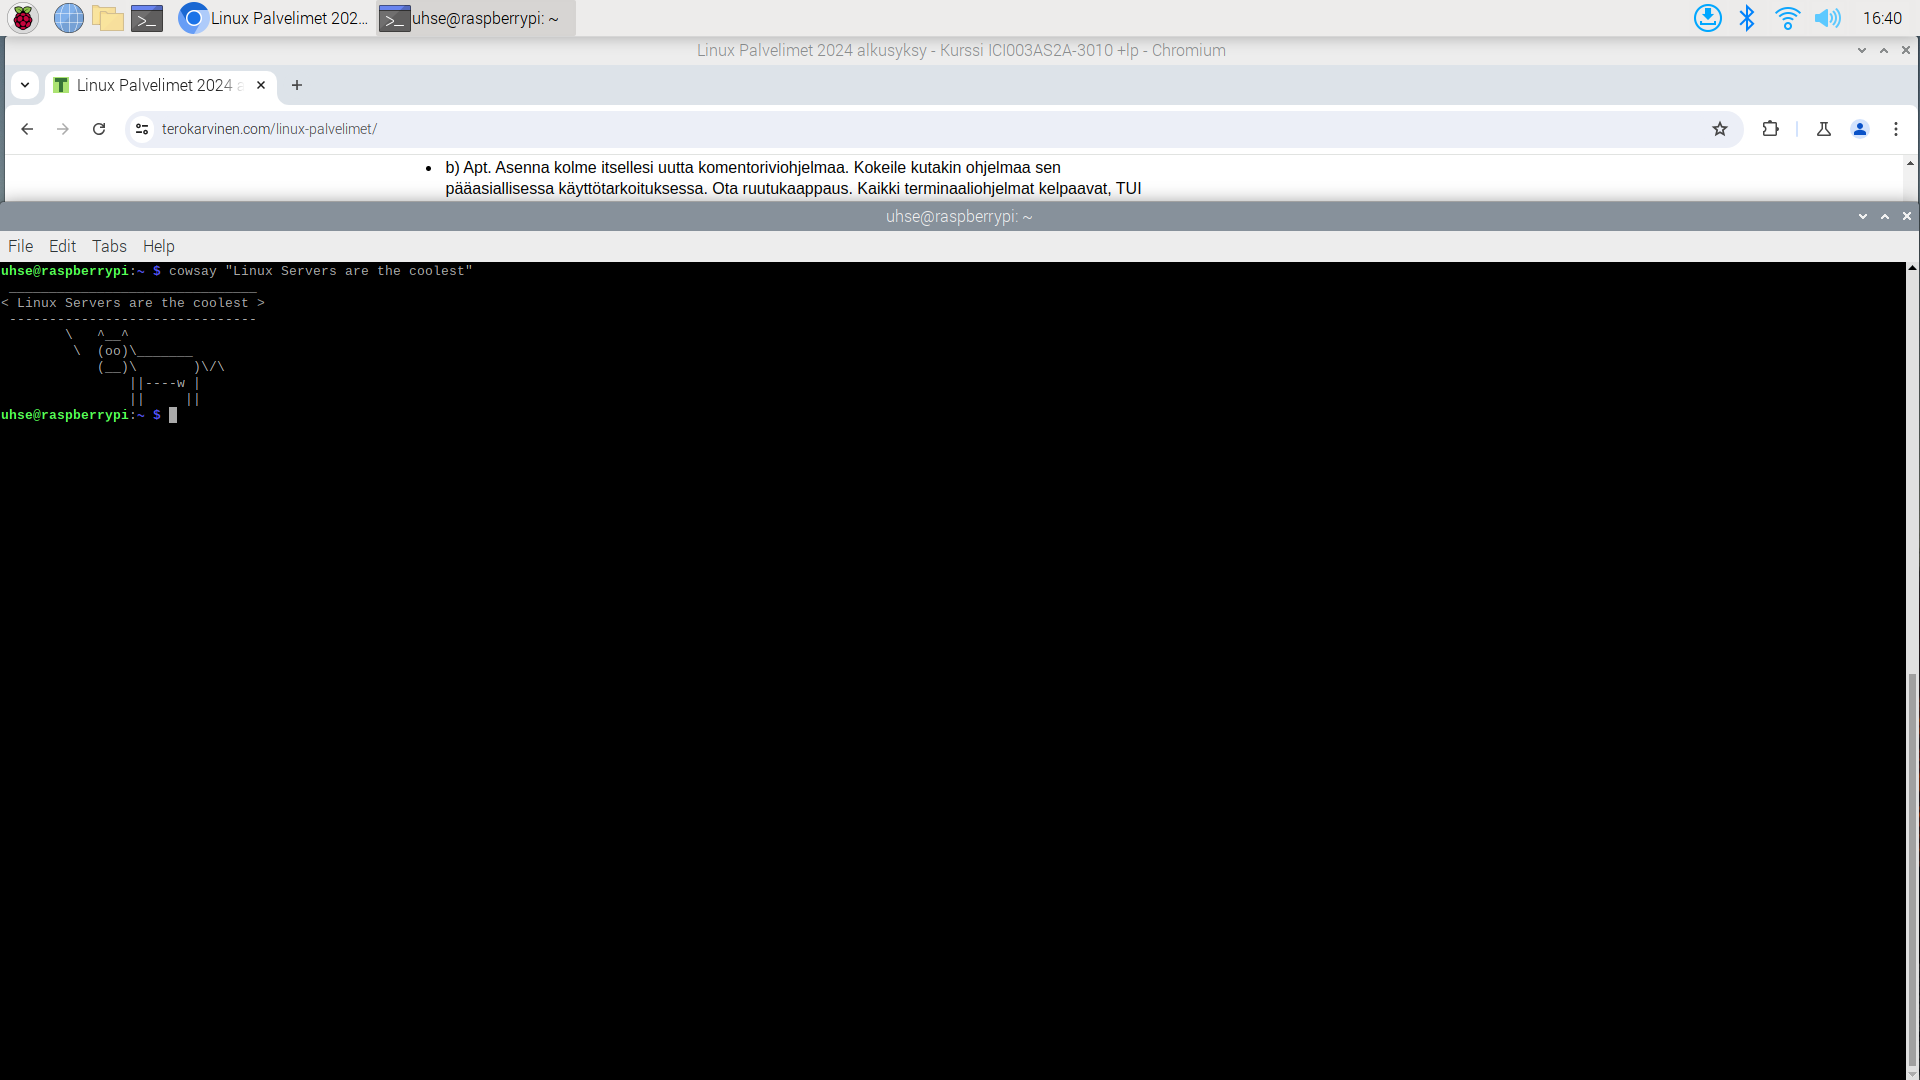 Linux Palvelimet 202... uhse@raspberrypi: ~ 16:40
Linux Palvelimet 2024 alkusyksy - Kurssi ICI003AS2A-3010 +lp - Chromium
Linux Palvelimet 2024 a
terokarvinen.com/linux-palvelimet/
• b) Apt. Asenna kolme itsellesi uutta komentoriviohjelmaa. Kokeile kutakin ohjelmaa sen
pääasiallisessa käyttötarkoituksessa. Ota ruutukaappaus. Kaikki terminaaliohjelmat kelpaavat, TUI
uhse@raspberrypi: ~
File Edit Tabs Help
uhse@raspberrypi:~ $ cowsay "Linux Servers are the coolest"
 _______________________________
< Linux Servers are the coolest >
 -------------------------------
        \   ^__^
         \  (oo)\_______
            (__)\       )\/\
                ||----w |
                ||     ||
uhse@raspberrypi:~ $